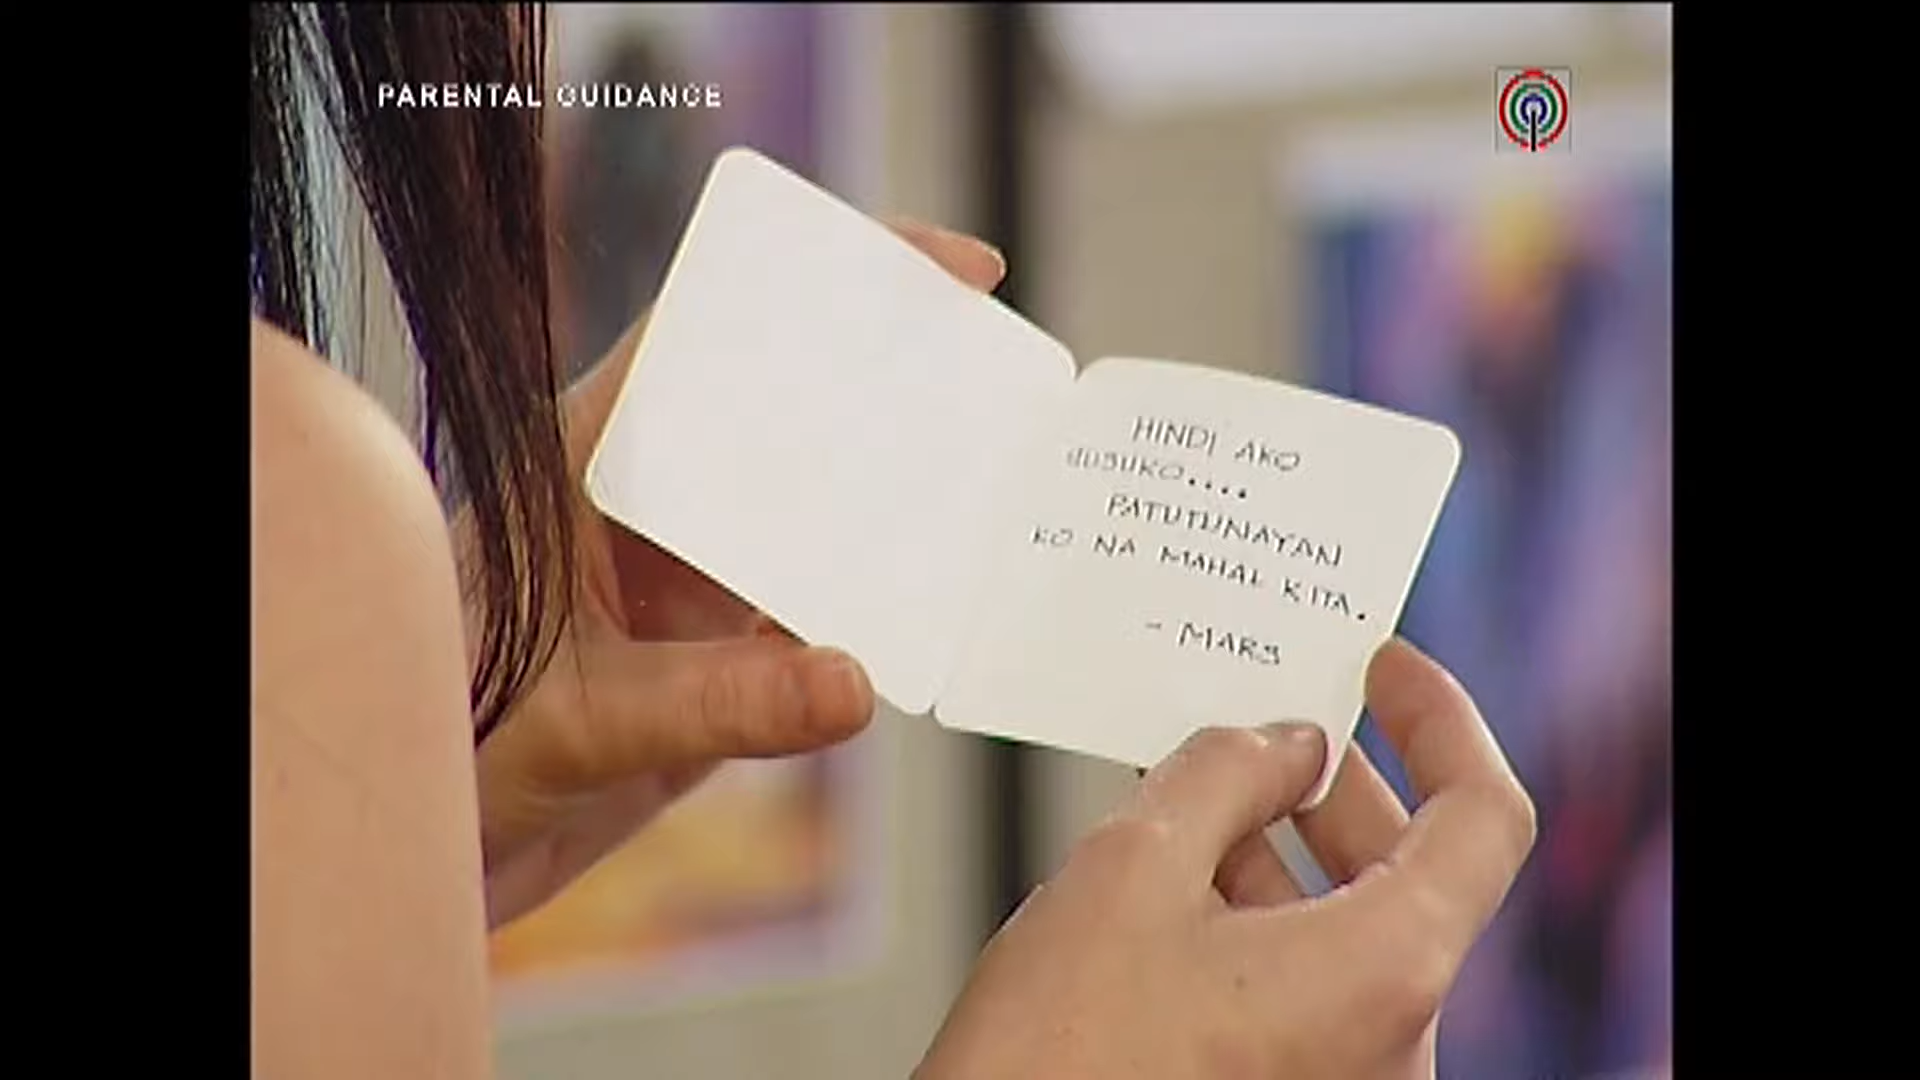 PARENTAL GUIDANCE
HINDI AKO
SUSUKO....
PATUTUNAYAN
KO NA MAHAL KITA.
- MARS